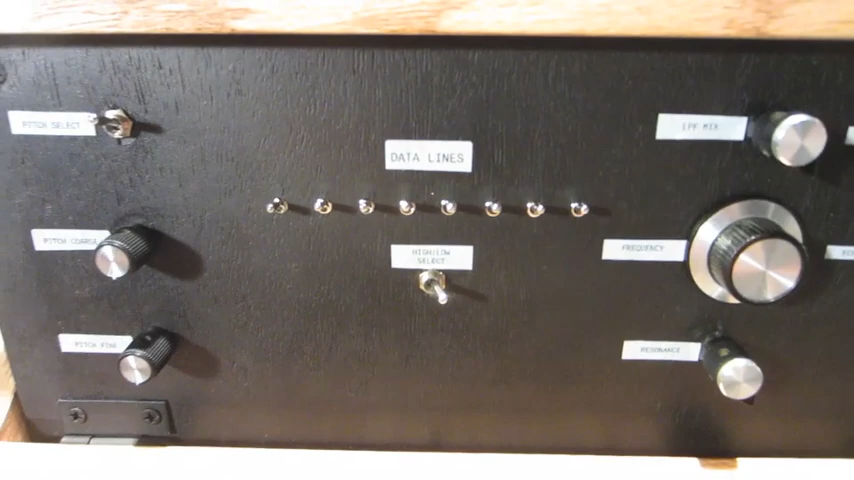 PITCH SELECT
DATA LINES
LPF MIX
PITCH COARSE
HIGH/LOW
SELECT
FREQUENCY
PITCH FINE
RESONANCE